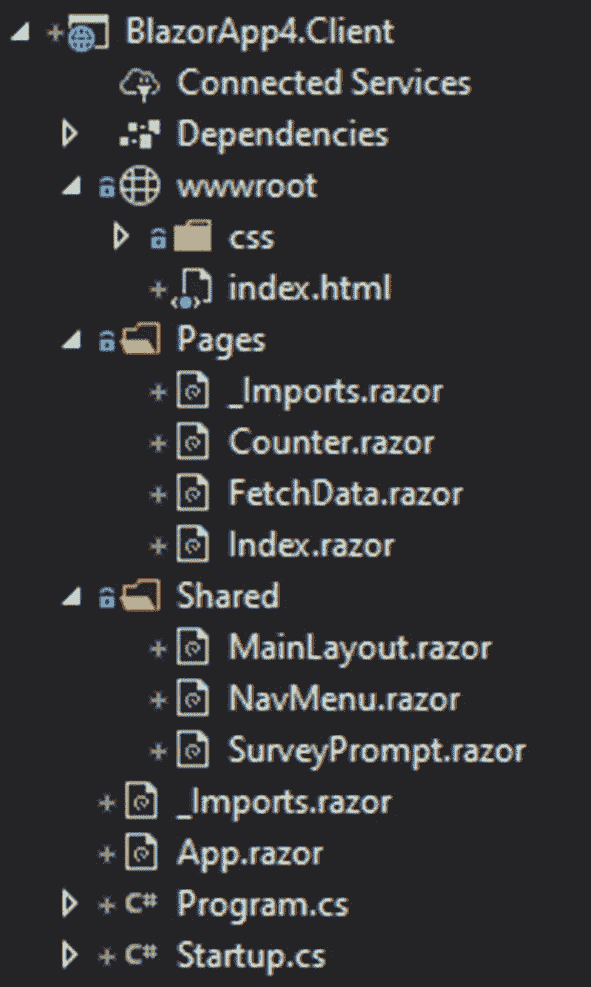 BlazorApp4.Client
Connected Services
Dependencies
wwwroot
css
index.html
Pages
_Imports.razor
Counter.razor
FetchData.razor
Index.razor
Shared
MainLayout.razor
NavMenu.razor
SurveyPrompt.razor
_Imports.razor
App.razor
C# Program.cs
C# Startup.cs